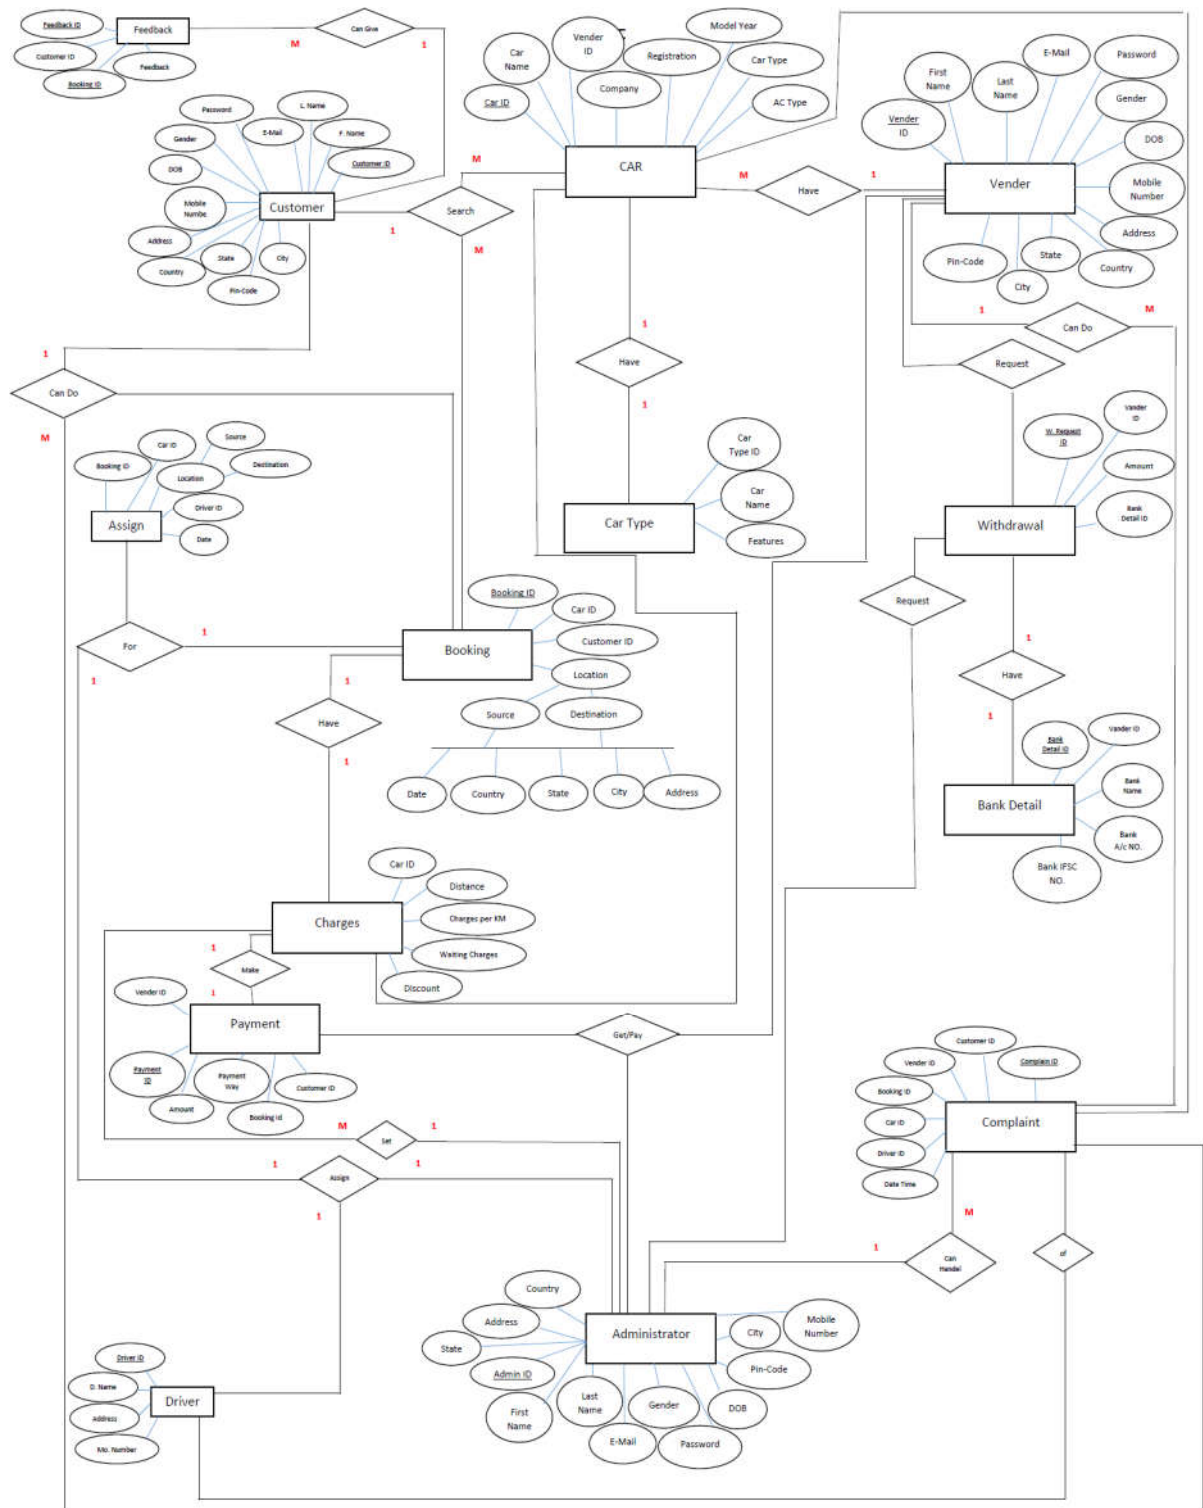 Feedback ID
Feedback
Customer ID
Feedback
Booking ID
M
Can Give
1
Car
Name
Vender
ID
Model Year
Registration
Car Type
Company
Car ID
AC Type
CAR
E-Mail
Password
First
Name
Last
Name
Gender
Vender
ID
DOB
Mobile
Number
Address
Country
State
City
Pin-Code
Vender
L. Name
Password
E-Mail
F. Name
Gender
Customer ID
DOB
Mobile
Numbe
Address
Country
State
City
Pin-Code
Customer
M
Search
1
M
M
Have
1
1
Can Do
M
Request
1
Have
1
1
Can Do
M
Car ID
Source
Booking ID
Location
Destination
Driver ID
Date
Assign
Car
Type ID
Car
Name
Features
Car Type
Vander
ID
W. Request
ID
Amount
Bank
Detail ID
Withdrawal
Request
Booking ID
Car ID
Customer ID
Booking
Location
Source
Destination
Date
Country
State
City
Address
For
1
1
1
Have
1
1
Have
1
Bank
Detail ID
Vander ID
Bank
Name
Bank
A/c NO.
Bank IFSC
NO.
Bank Detail
Car ID
Distance
Charges per KM
Waiting Charges
Discount
Charges
1
Make
1
Vender ID
Payment
Payment
ID
Payment
Way
Customer ID
Amount
Booking Id
Get/Pay
Customer ID
Vender ID
Complain ID
Booking ID
Car ID
Driver ID
Date Time
Complaint
M
Set
1
1
Assign
1
1
M
1
Can
Handel
of
Country
Address
State
Admin ID
First
Name
Last
Name
E-Mail
Gender
Password
DOB
Pin-Code
City
Mobile
Number
Administrator
Driver ID
D. Name
Address
Mo. Number
Driver